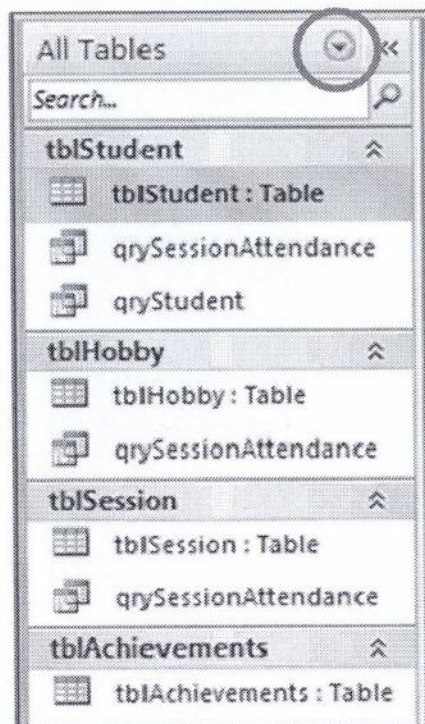 All Tables
Search...
tblStudent
tblStudent : Table
qrySessionAttendance
qryStudent
tblHobby
tblHobby : Table
qrySessionAttendance
tblSession
tblSession : Table
qrySessionAttendance
tblAchievements
tblAchievements : Table